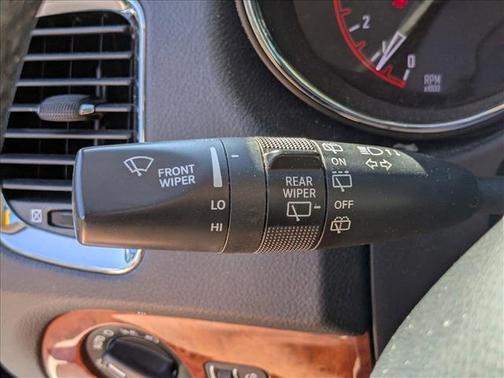 2
0
RPM
x1000
FRONT
WIPER
LO
HI
REAR
WIPER
ON
OFF